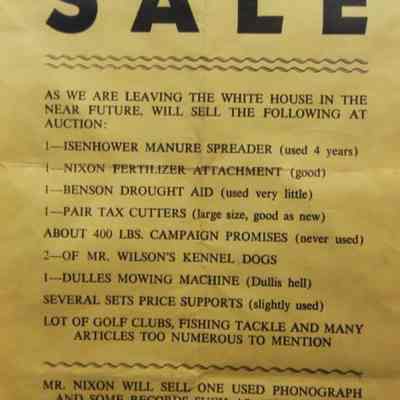 SALE
AS WE ARE LEAVING THE WHITE HOUSE IN THE
NEAR FUTURE, WILL SELL THE FOLLOWING AT
AUCTION:
1—ISENHOWER MANURE SPREADER (used 4 years)
1—NIXON FERTILIZER ATTACHMENT (good)
1—BENSON DROUGHT AID (used very little)
1—PAIR TAX CUTTERS (large size, good as new)
ABOUT 400 LBS. CAMPAIGN PROMISES (never used)
2—OF MR. WILSON'S KENNEL DOGS
1—DULLES MOWING MACHINE (Dullis hell)
SEVERAL SETS PRICE SUPPORTS (slightly used)
LOT OF GOLF CLUBS, FISHING TACKLE AND MANY
ARTICLES TOO NUMEROUS TO MENTION
MR. NIXON WILL SELL ONE USED PHONOGRAPH
AND SOME RECORDS SUCH